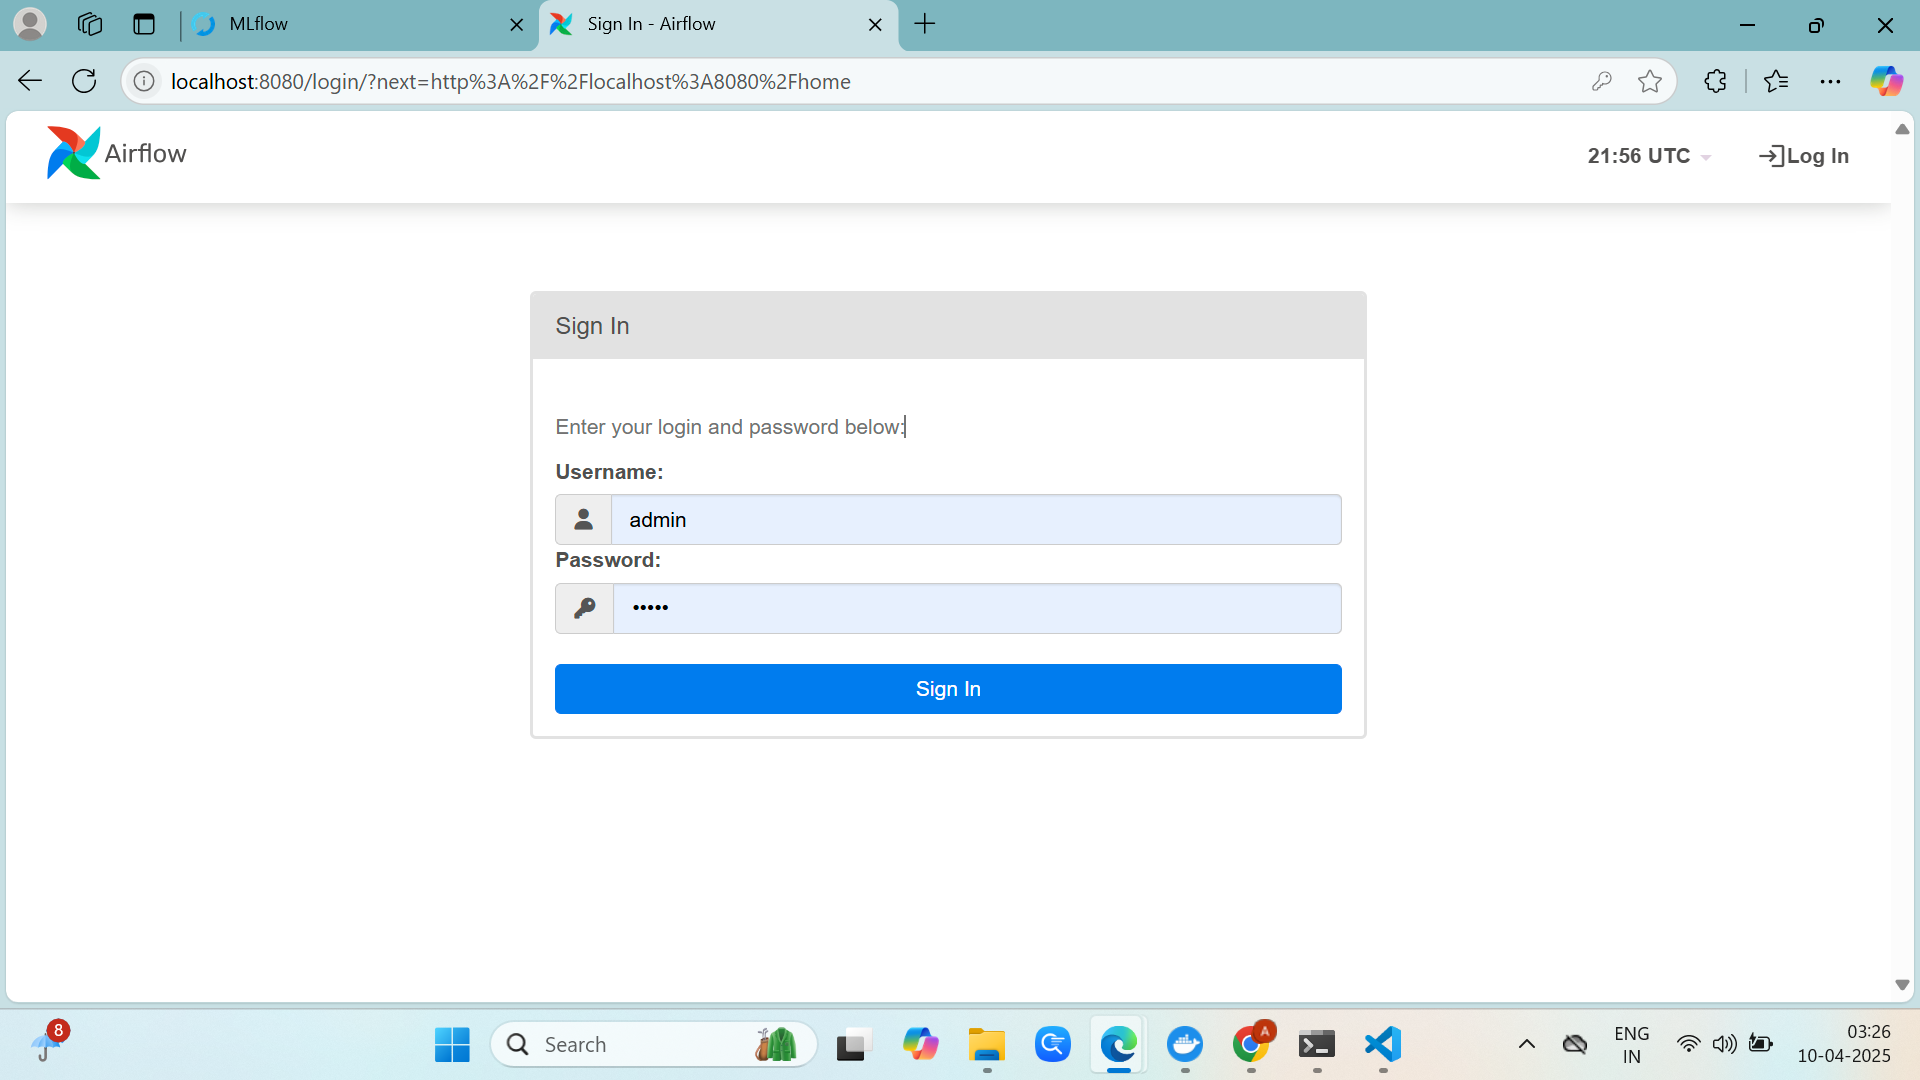 MLflow
Sign In - Airflow
localhost:8080/login/?next=http%3A%2F%2Flocalhost%3A8080%2Fhome
Airflow
21:56 UTC
Log In
Sign In
Enter your login and password below:
Username:
admin
Password:
•••••
Sign In
8
Search
A
ENG
IN
03:26
10-04-2025